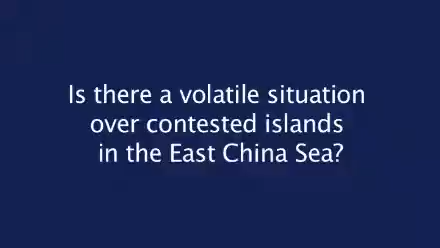 Is there a volatile situation
over contested islands
in the East China Sea?